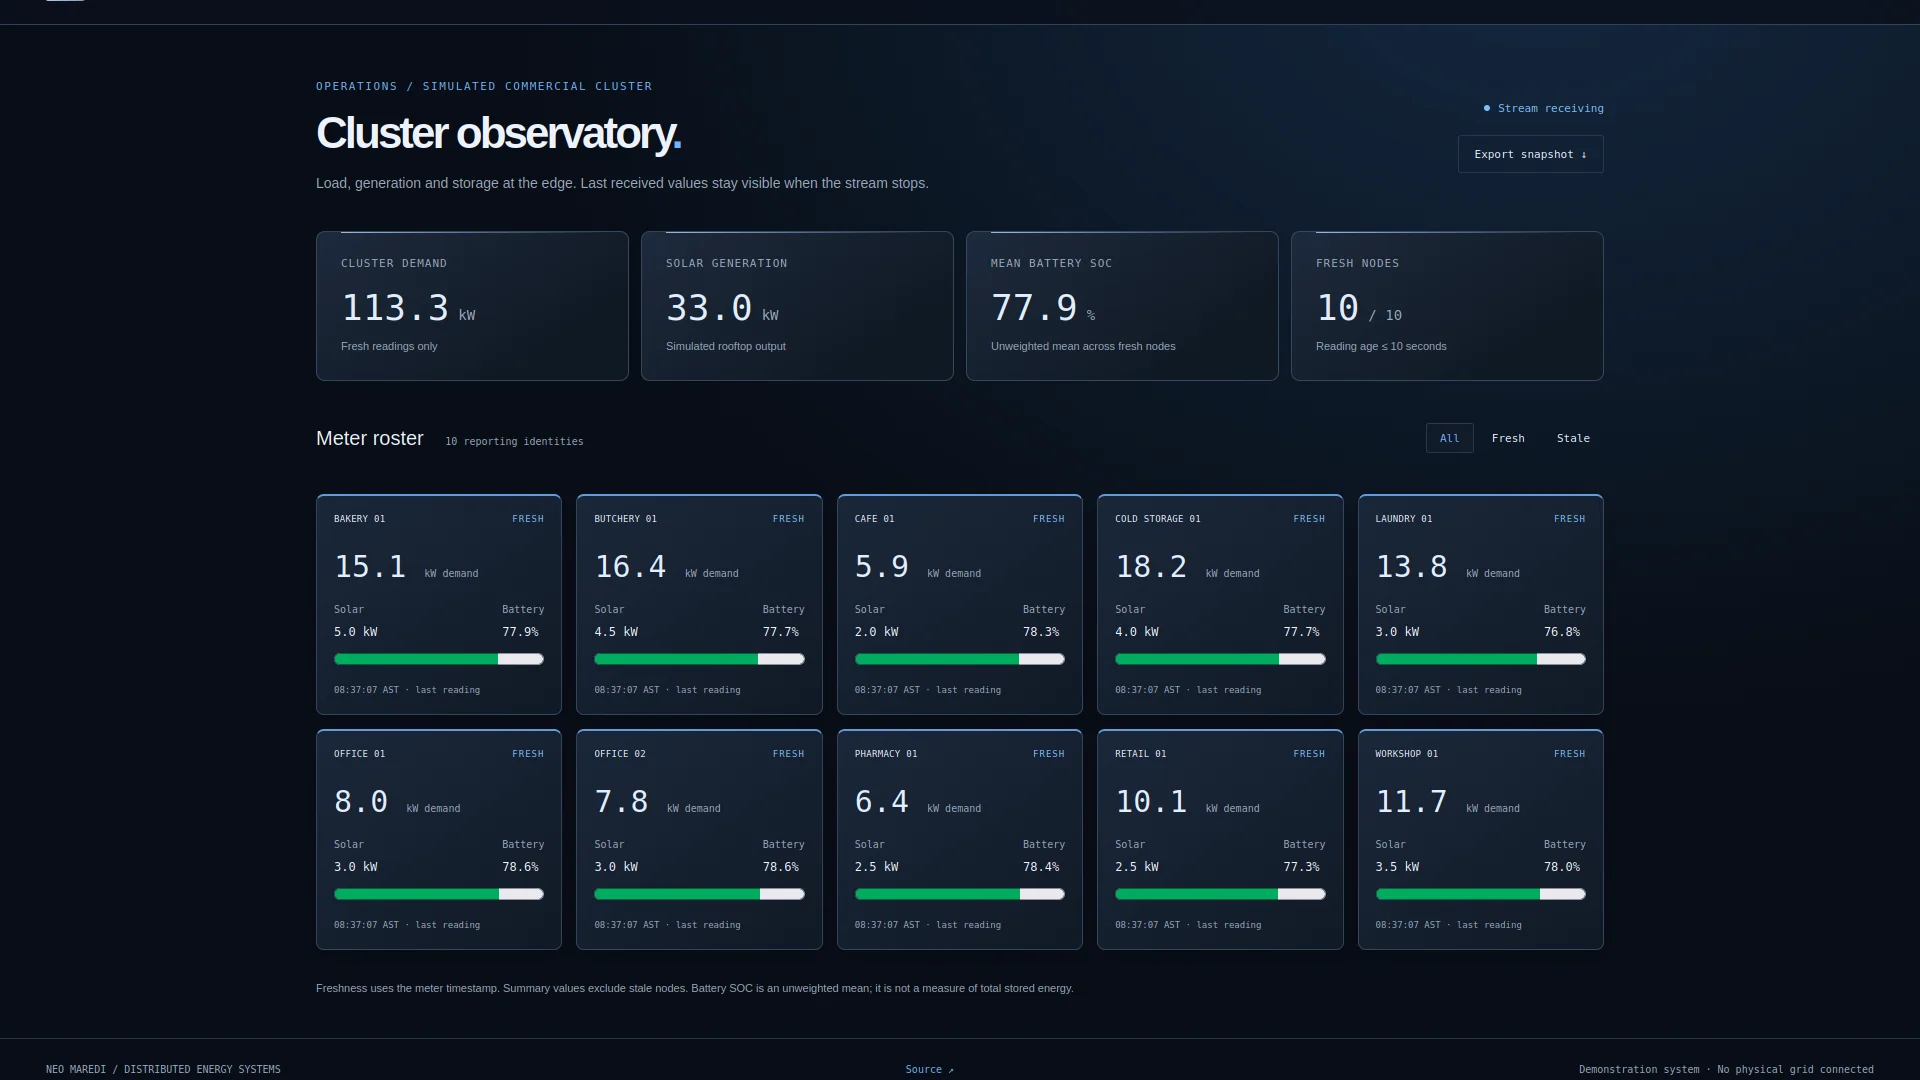 OPERATIONS / SIMULATED COMMERCIAL CLUSTER
Cluster observatory.
Load, generation and storage at the edge. Last received values stay visible when the stream stops.
Stream receiving
Export snapshot ↓
CLUSTER DEMAND
113.3 kW
Fresh readings only
SOLAR GENERATION
33.0 kW
Simulated rooftop output
MEAN BATTERY SOC
77.9 %
Unweighted mean across fresh nodes
FRESH NODES
10 / 10
Reading age ≤ 10 seconds
Meter roster 10 reporting identities
All Fresh Stale
BAKERY 01 FRESH
15.1 kW demand
Solar Battery
5.0 kW 77.9%
08:37:07 AST · last reading
BUTCHERY 01 FRESH
16.4 kW demand
Solar Battery
4.5 kW 77.7%
08:37:07 AST · last reading
CAFE 01 FRESH
5.9 kW demand
Solar Battery
2.0 kW 78.3%
08:37:07 AST · last reading
COLD STORAGE 01 FRESH
18.2 kW demand
Solar Battery
4.0 kW 77.7%
08:37:07 AST · last reading
LAUNDRY 01 FRESH
13.8 kW demand
Solar Battery
3.0 kW 76.8%
08:37:07 AST · last reading
OFFICE 01 FRESH
8.0 kW demand
Solar Battery
3.0 kW 78.6%
08:37:07 AST · last reading
OFFICE 02 FRESH
7.8 kW demand
Solar Battery
3.0 kW 78.6%
08:37:07 AST · last reading
PHARMACY 01 FRESH
6.4 kW demand
Solar Battery
2.5 kW 78.4%
08:37:07 AST · last reading
RETAIL 01 FRESH
10.1 kW demand
Solar Battery
2.5 kW 77.3%
08:37:07 AST · last reading
WORKSHOP 01 FRESH
11.7 kW demand
Solar Battery
3.5 kW 78.0%
08:37:07 AST · last reading
Freshness uses the meter timestamp. Summary values exclude stale nodes. Battery SOC is an unweighted mean; it is not a measure of total stored energy.
NEO MAREDI / DISTRIBUTED ENERGY SYSTEMS
Source ↗
Demonstration system · No physical grid connected